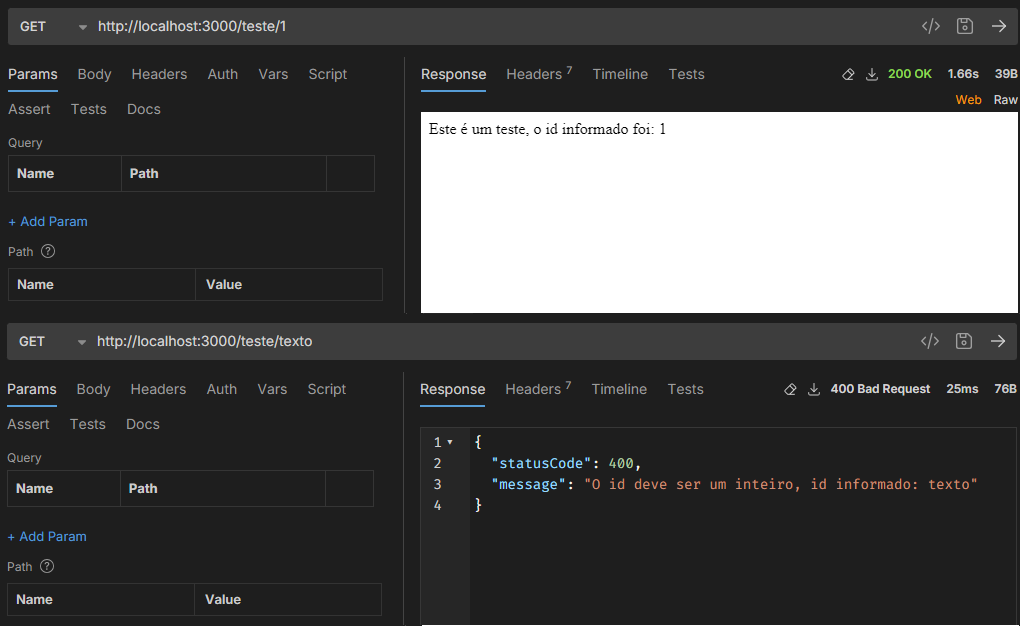 GET http://localhost:3000/teste/1 </>
Params Body Headers Auth Vars Script
Assert Tests Docs
Query
Name Path
+ Add Param
Path ?
Name Value
Response Headers 7 Timeline Tests 200 OK 1.66s 39B
Web Raw
Este é um teste, o id informado foi: 1
GET http://localhost:3000/teste/texto </>
Params Body Headers Auth Vars Script
Assert Tests Docs
Query
Name Path
+ Add Param
Path ?
Name Value
Response Headers 7 Timeline Tests 400 Bad Request 25ms 76B
1 {
2 "statusCode": 400,
3 "message": "O id deve ser um inteiro, id informado: texto"
4 }